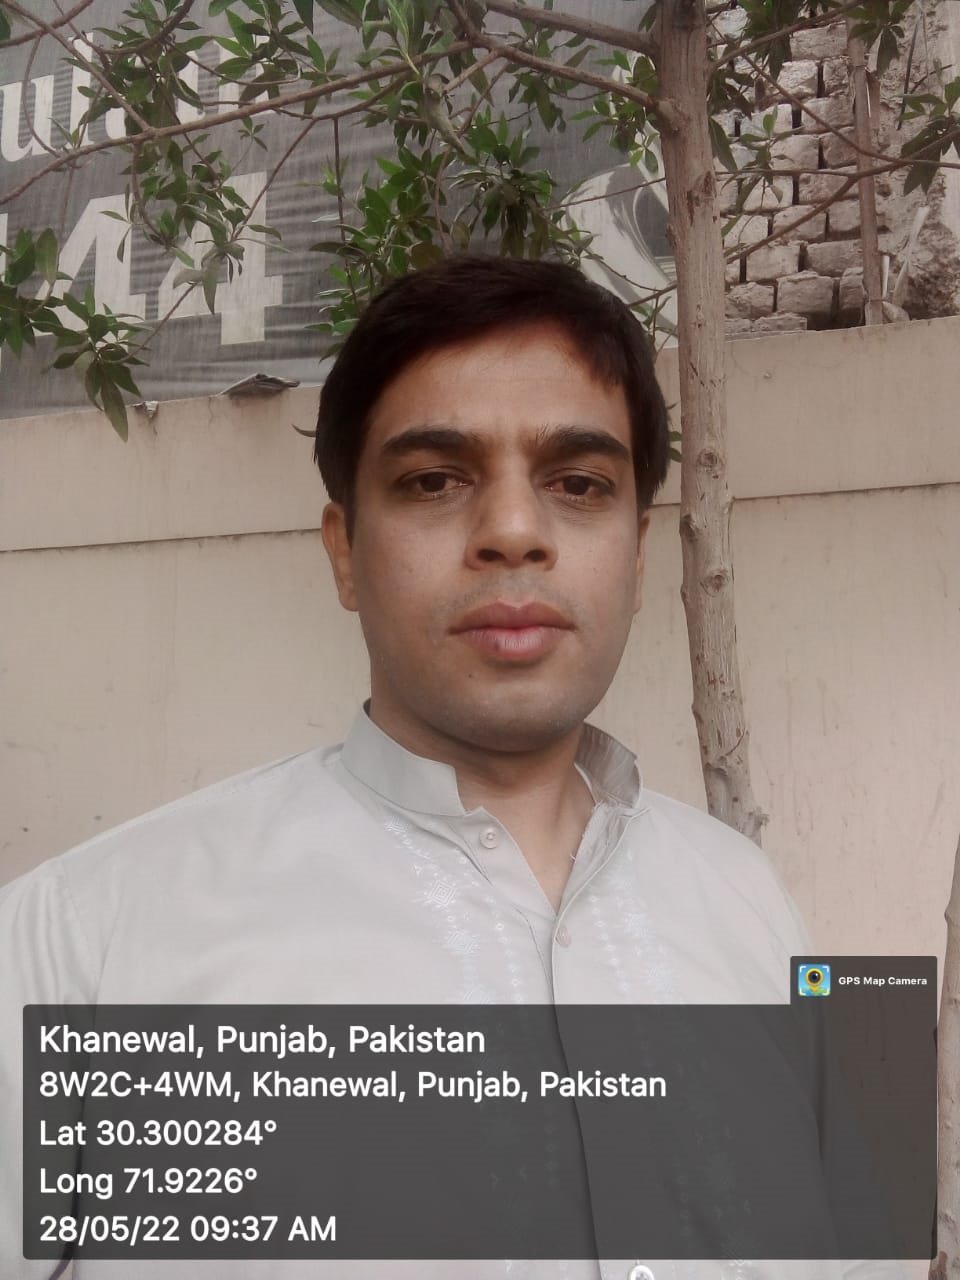 44
GPS Map Camera
Khanewal, Punjab, Pakistan
8W2C+4WM, Khanewal, Punjab, Pakistan
Lat 30.300284°
Long 71.9226°
28/05/22 09:37 AM